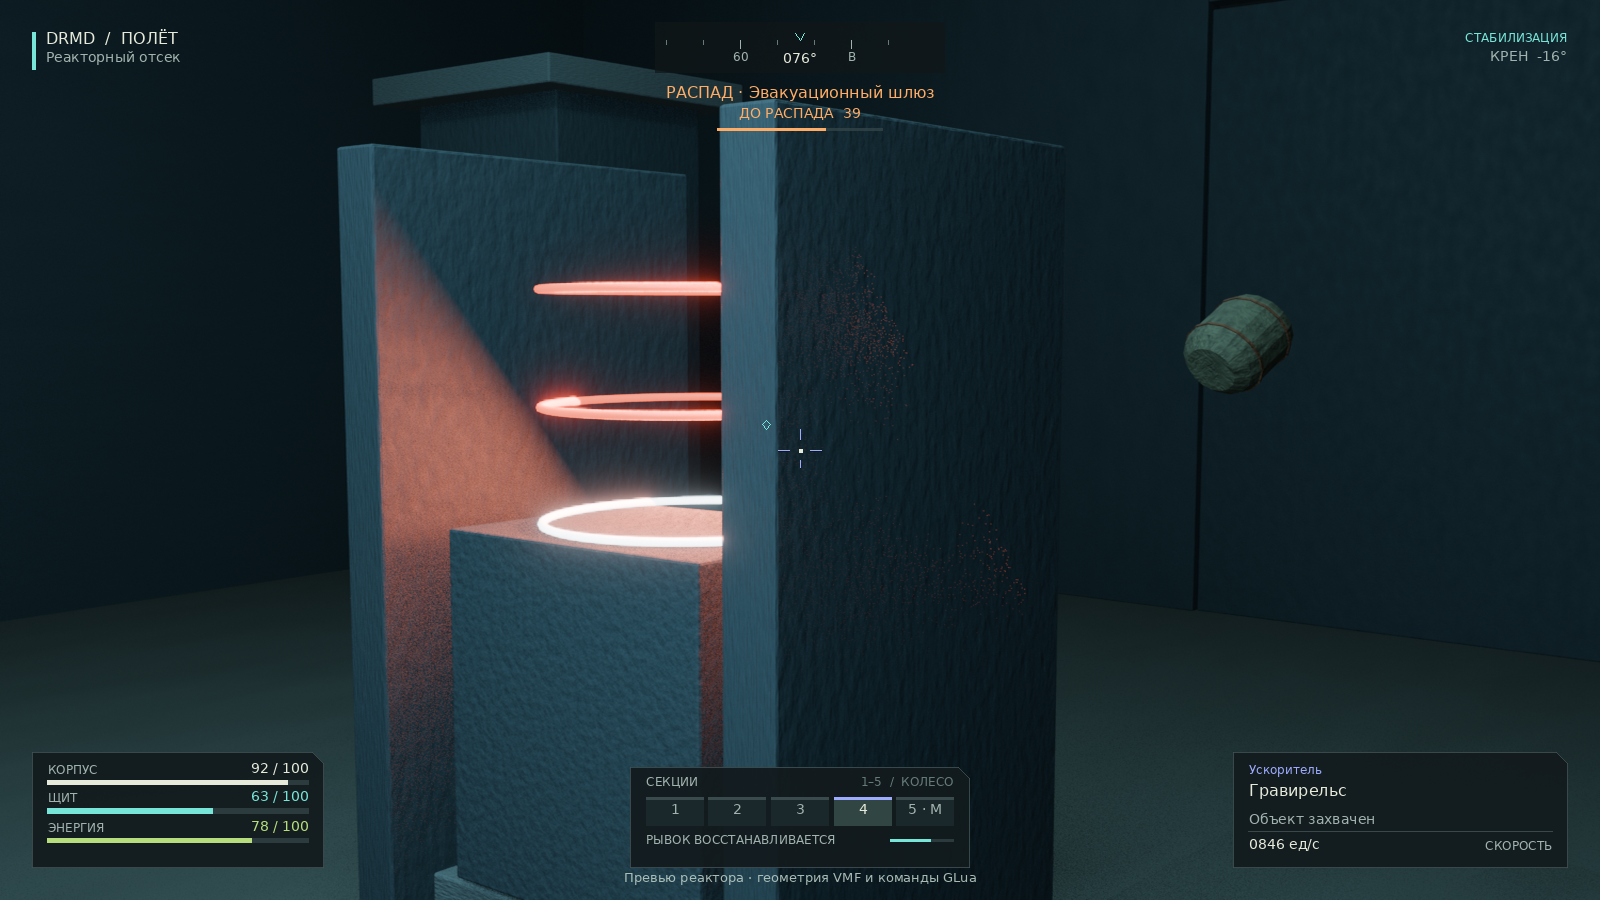 DRMD / ПОЛЁТ
Реакторный отсек
60 076° В
РАСПАД · Эвакуационный шлюз
ДО РАСПАДА 39
СТАБИЛИЗАЦИЯ
КРЕН -16°
КОРПУС 92 / 100
ЩИТ 63 / 100
ЭНЕРГИЯ 78 / 100
СЕКЦИИ 1–5 / КОЛЕСО
1 2 3 4 5 · М
РЫВОК ВОССТАНАВЛИВАЕТСЯ
Превью реактора · геометрия VMF и команды GLua
Ускоритель
Гравирельс
Объект захвачен
0846 ед/с СКОРОСТЬ